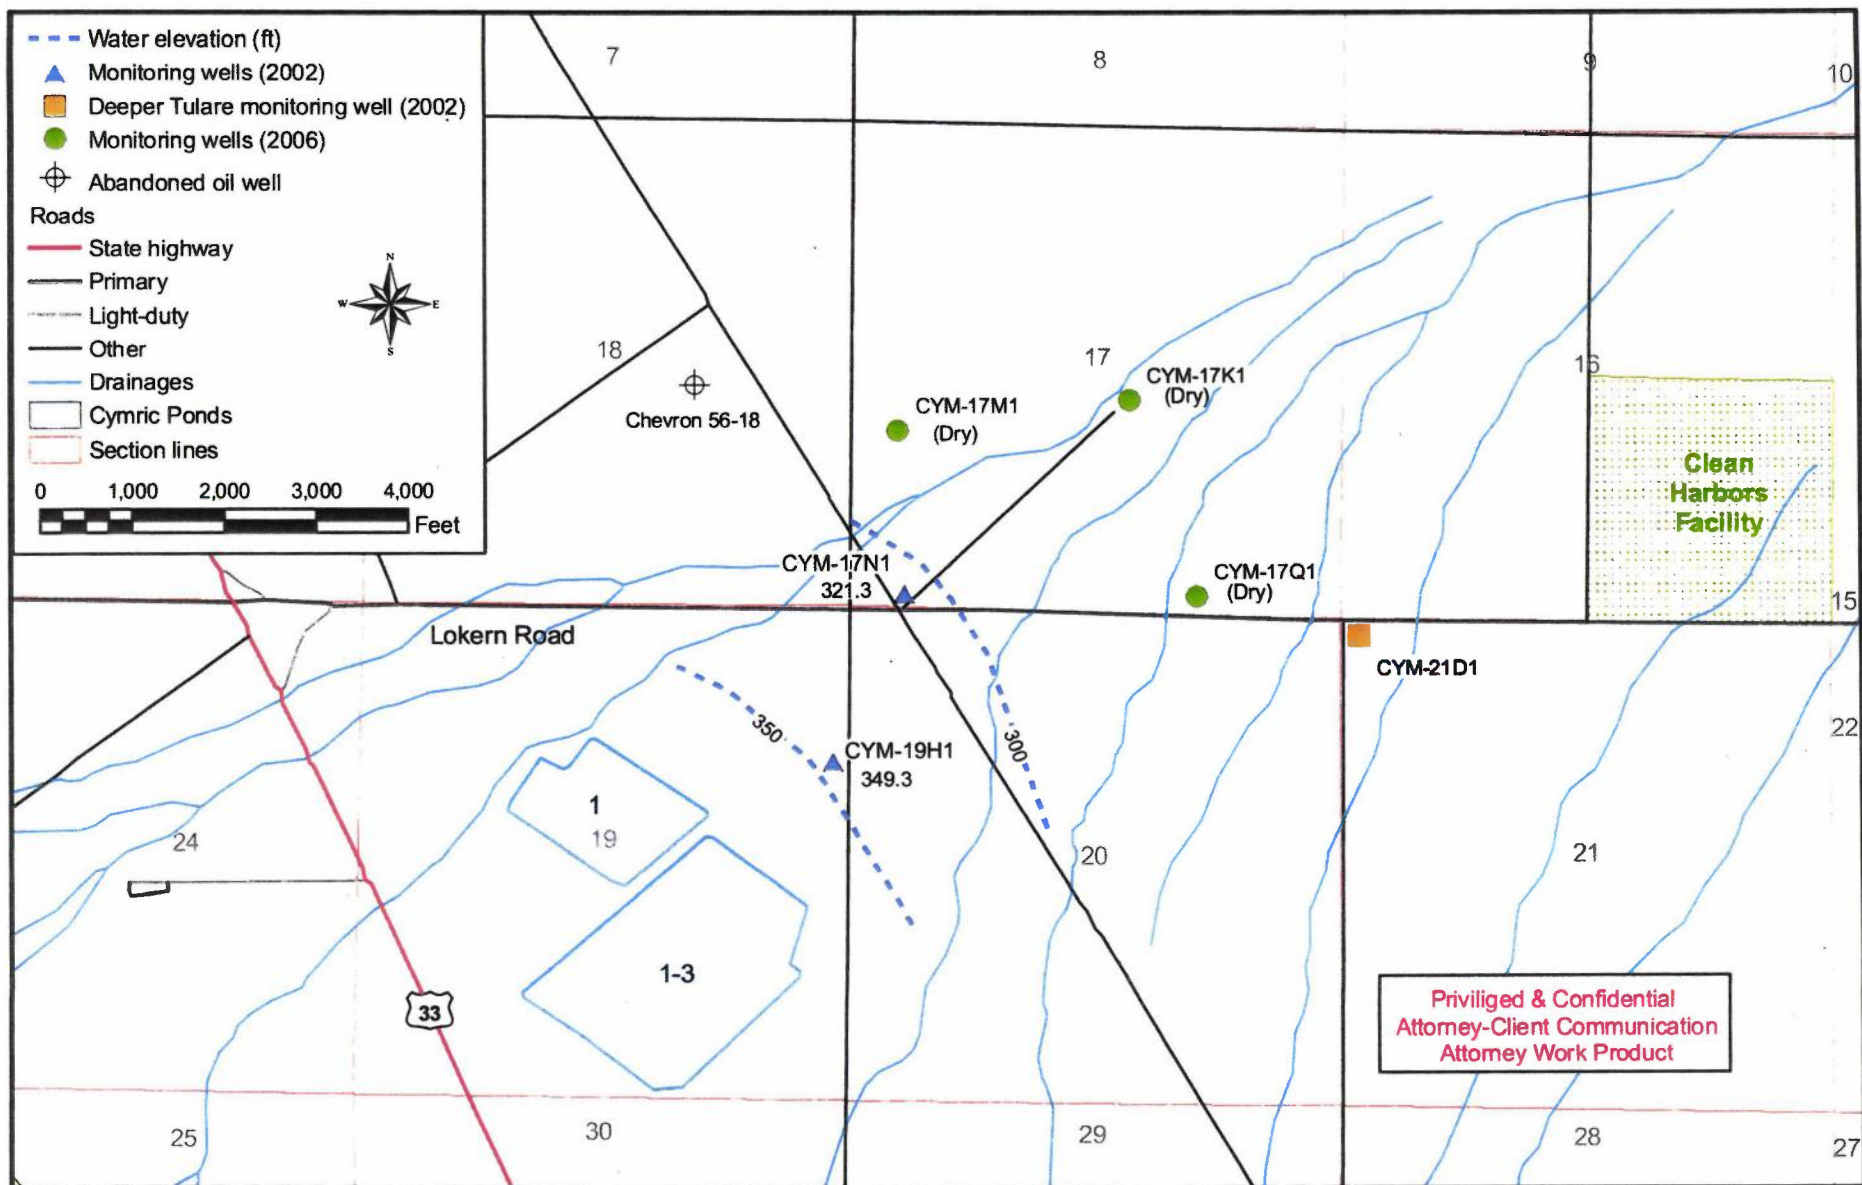 Water elevation (ft)
Monitoring wells (2002)
Deeper Tulare monitoring well (2002)
Monitoring wells (2006)
Abandoned oil well
Roads
State highway
Primary
Light-duty
Other
Drainages
Cymric Ponds
Section lines
N
W
E
S
0 1,000 2,000 3,000 4,000
Feet
7
8
9
10
18
17
16
Chevron 56-18
CYM-17M1
(Dry)
CYM-17K1
(Dry)
Clean
Harbors
Facility
CYM-17N1
321.3
CYM-17Q1
(Dry)
15
Lokern Road
CYM-21D1
350
CYM-19H1
349.3
300
22
1
19
24
20
21
1-3
33
Priviliged & Confidential
Attorney-Client Communication
Attorney Work Product
25
30
29
28
27